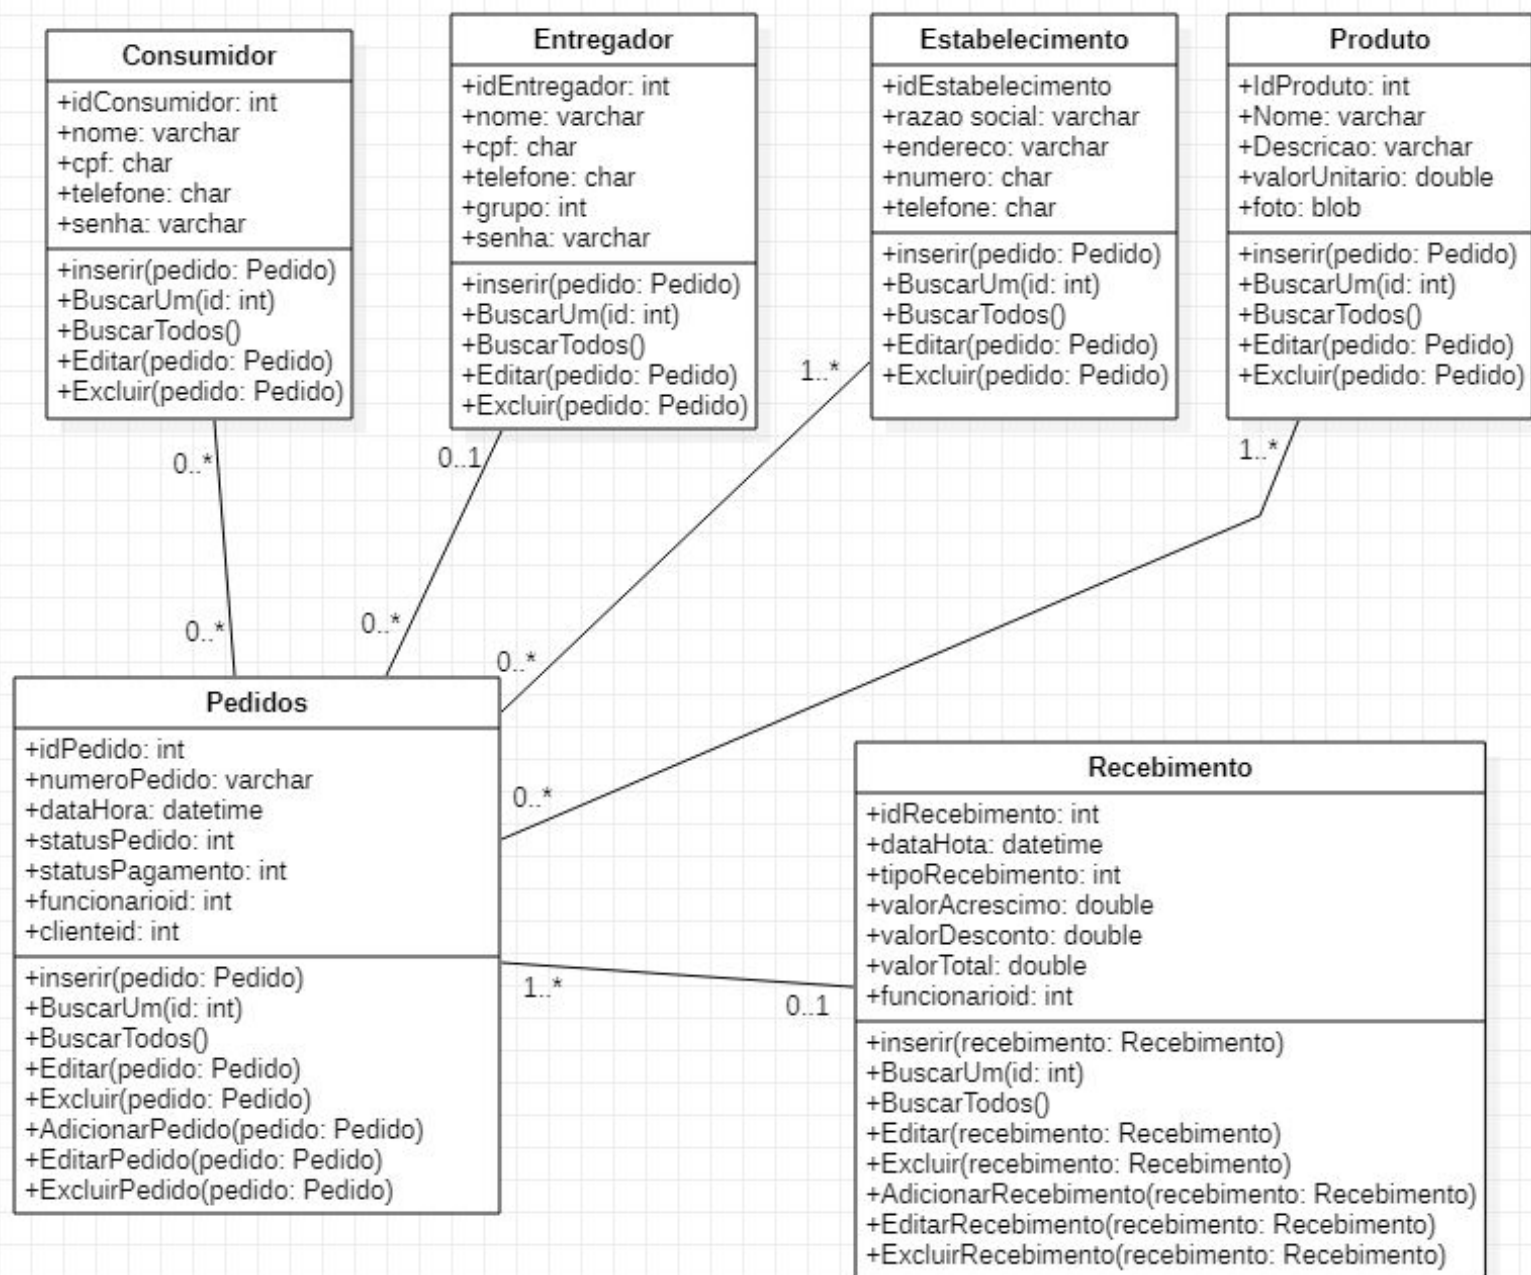 Consumidor
+idConsumidor: int
+nome: varchar
+cpf: char
+telefone: char
+senha: varchar
+inserir(pedido: Pedido)
+BuscarUm(id: int)
+BuscarTodos()
+Editar(pedido: Pedido)
+Excluir(pedido: Pedido)
Entregador
+idEntregador: int
+nome: varchar
+cpf: char
+telefone: char
+grupo: int
+senha: varchar
+inserir(pedido: Pedido)
+BuscarUm(id: int)
+BuscarTodos()
+Editar(pedido: Pedido)
+Excluir(pedido: Pedido)
Estabelecimento
+idEstabelecimento
+razao social: varchar
+endereco: varchar
+numero: char
+telefone: char
+inserir(pedido: Pedido)
+BuscarUm(id: int)
+BuscarTodos()
+Editar(pedido: Pedido)
+Excluir(pedido: Pedido)
Produto
+IdProduto: int
+Nome: varchar
+Descricao: varchar
+valorUnitario: double
+foto: blob
+inserir(pedido: Pedido)
+BuscarUm(id: int)
+BuscarTodos()
+Editar(pedido: Pedido)
+Excluir(pedido: Pedido)
0..*
0..1
1..*
1..*
0..*
0..*
0..*
0..*
1..*
0..1
Pedidos
+idPedido: int
+numeroPedido: varchar
+dataHora: datetime
+statusPedido: int
+statusPagamento: int
+funcionarioid: int
+clienteid: int
+inserir(pedido: Pedido)
+BuscarUm(id: int)
+BuscarTodos()
+Editar(pedido: Pedido)
+Excluir(pedido: Pedido)
+AdicionarPedido(pedido: Pedido)
+EditarPedido(pedido: Pedido)
+ExcluirPedido(pedido: Pedido)
Recebimento
+idRecebimento: int
+dataHota: datetime
+tipoRecebimento: int
+valorAcrescimo: double
+valorDesconto: double
+valorTotal: double
+funcionarioid: int
+inserir(recebimento: Recebimento)
+BuscarUm(id: int)
+BuscarTodos()
+Editar(recebimento: Recebimento)
+Excluir(recebimento: Recebimento)
+AdicionarRecebimento(recebimento: Recebimento)
+EditarRecebimento(recebimento: Recebimento)
+ExcluirRecebimento(recebimento: Recebimento)